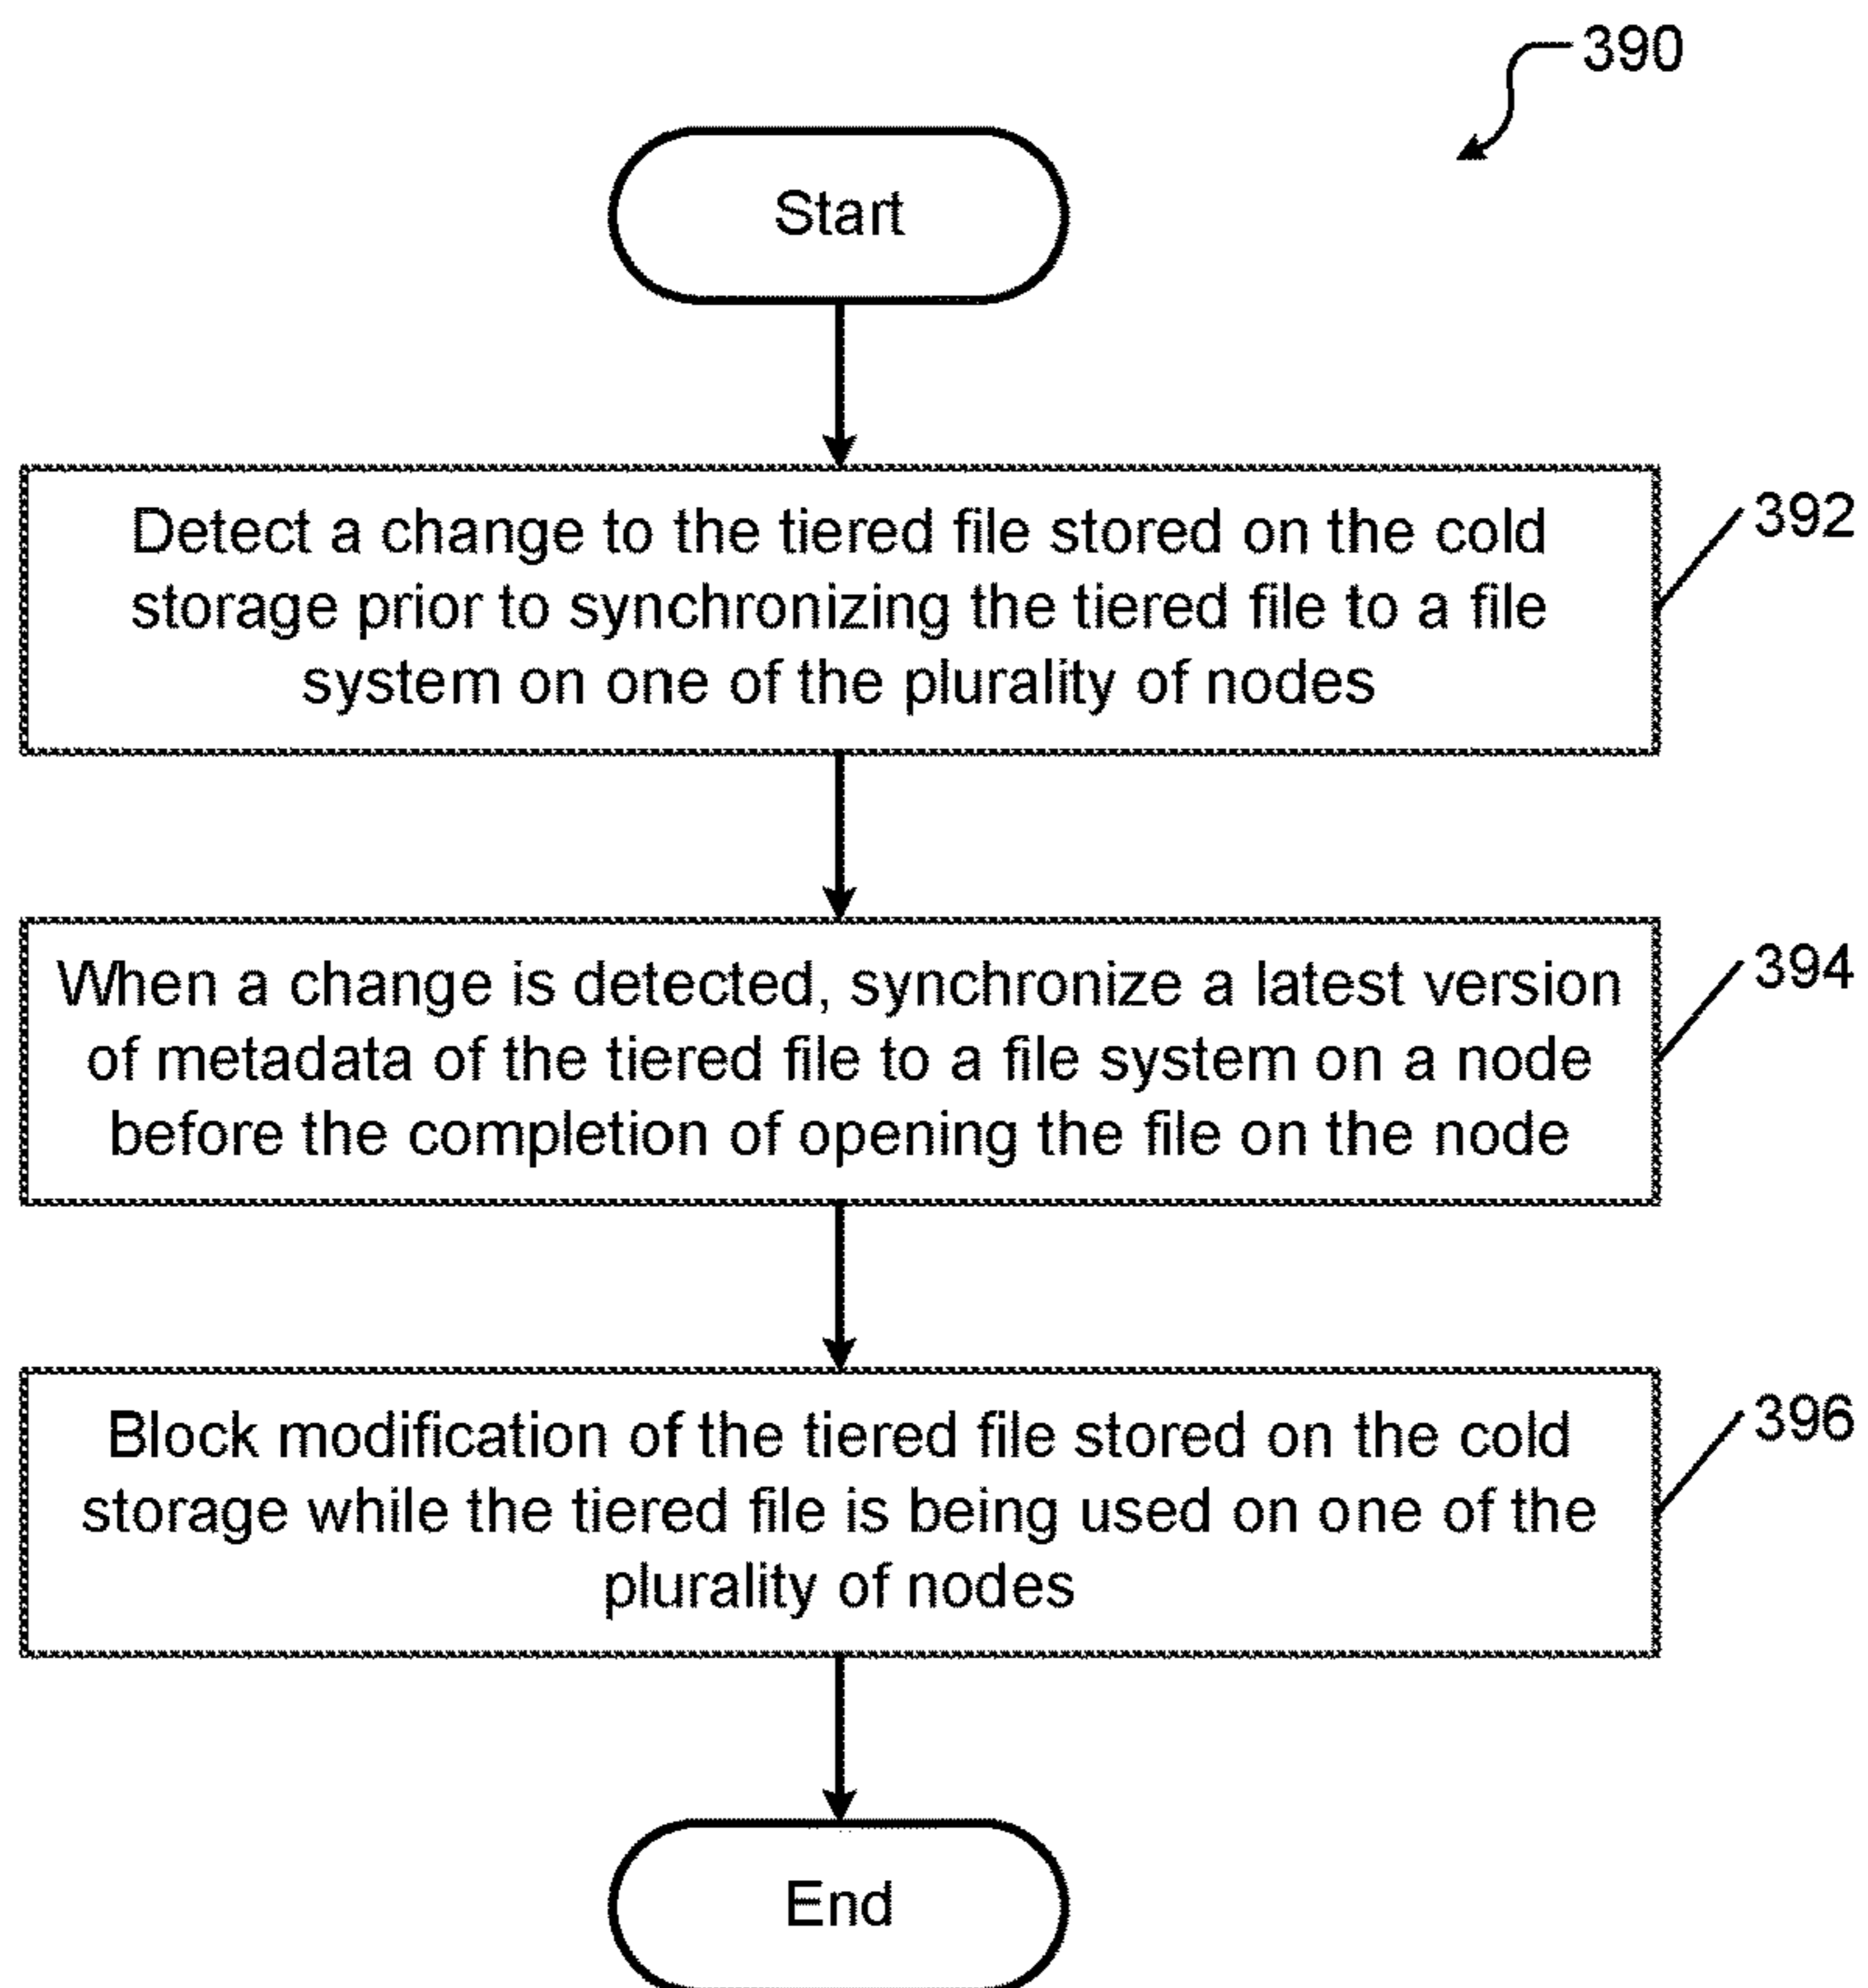 390
Start
Detect a change to the tiered file stored on the cold
storage prior to synchronizing the tiered file to a file
system on one of the plurality of nodes
392
When a change is detected, synchronize a latest version
of metadata of the tiered file to a file system on a node
before the completion of opening the file on the node
394
Block modification of the tiered file stored on the cold
storage while the tiered file is being used on one of the
plurality of nodes
396
End